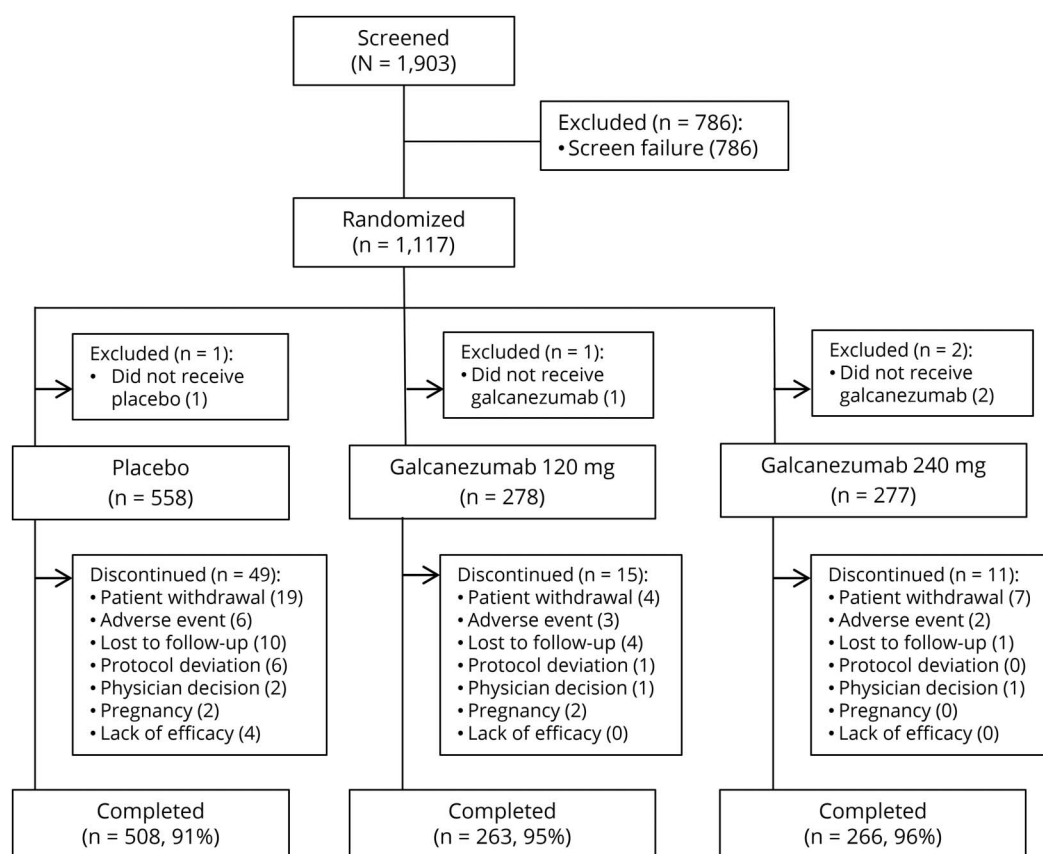 Screened
(N = 1,903)
Excluded (n = 786):
• Screen failure (786)
Randomized
(n = 1,117)
Excluded (n = 1):
• Did not receive
placebo (1)
Excluded (n = 1):
• Did not receive
galcanezumab (1)
Excluded (n = 2):
• Did not receive
galcanezumab (2)
Placebo
(n = 558)
Galcanezumab 120 mg
(n = 278)
Galcanezumab 240 mg
(n = 277)
Discontinued (n = 49):
• Patient withdrawal (19)
• Adverse event (6)
• Lost to follow-up (10)
• Protocol deviation (6)
• Physician decision (2)
• Pregnancy (2)
• Lack of efficacy (4)
Discontinued (n = 15):
• Patient withdrawal (4)
• Adverse event (3)
• Lost to follow-up (4)
• Protocol deviation (1)
• Physician decision (1)
• Pregnancy (2)
• Lack of efficacy (0)
Discontinued (n = 11):
• Patient withdrawal (7)
• Adverse event (2)
• Lost to follow-up (1)
• Protocol deviation (0)
• Physician decision (1)
• Pregnancy (0)
• Lack of efficacy (0)
Completed
(n = 508, 91%)
Completed
(n = 263, 95%)
Completed
(n = 266, 96%)